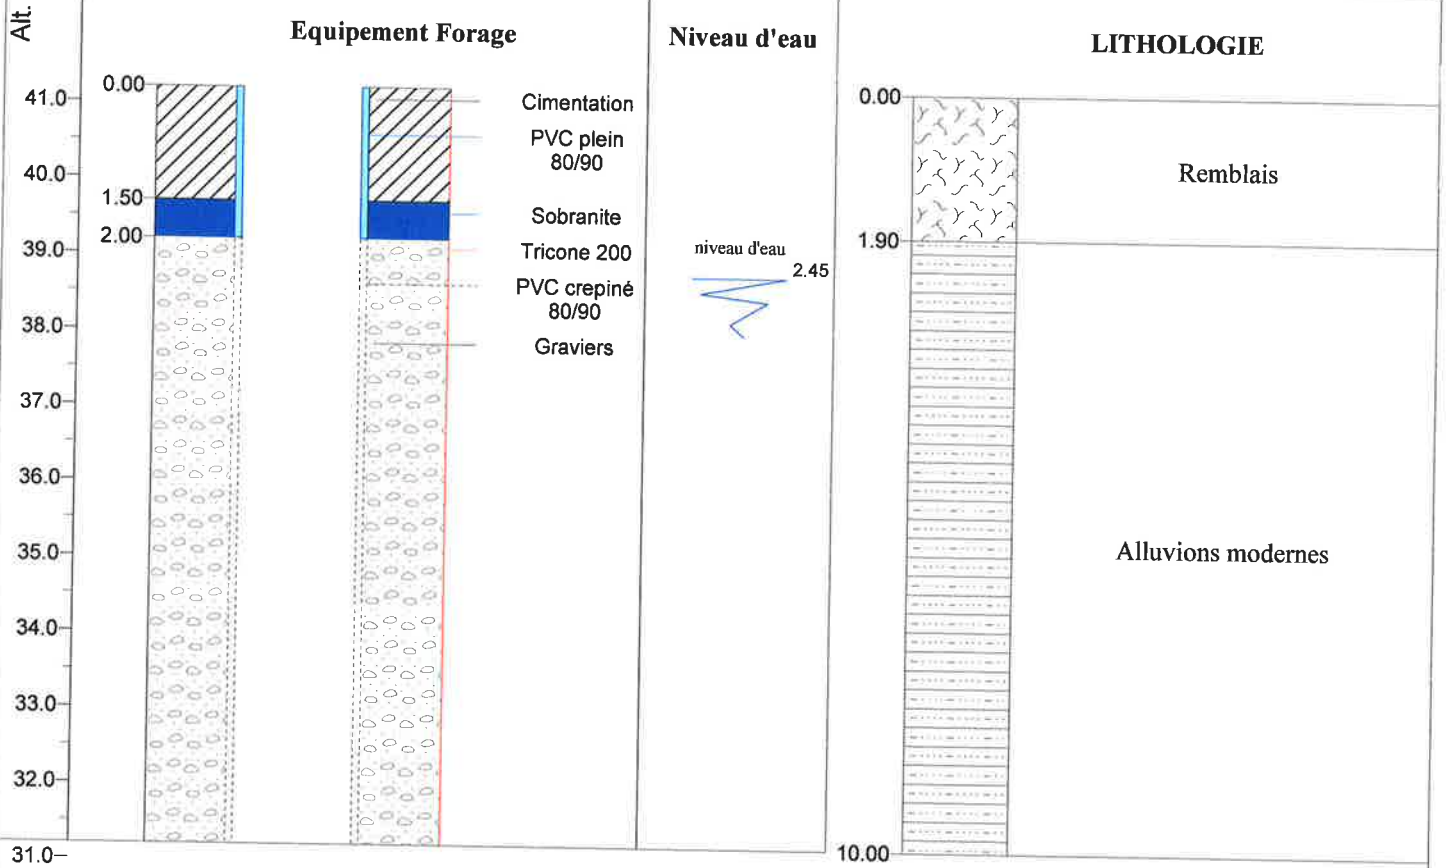 Alt.
Equipement Forage
Niveau d'eau
LITHOLOGIE
0.00
41.0
40.0
1.50
2.00
39.0
38.0
37.0
36.0
35.0
34.0
33.0
32.0
31.0
Cimentation
PVC plein
80/90
Sobranite
Tricone 200
PVC crepiné
80/90
Graviers
niveau d'eau
2.45
0.00
Remblais
1.90
Alluvions modernes
10.00